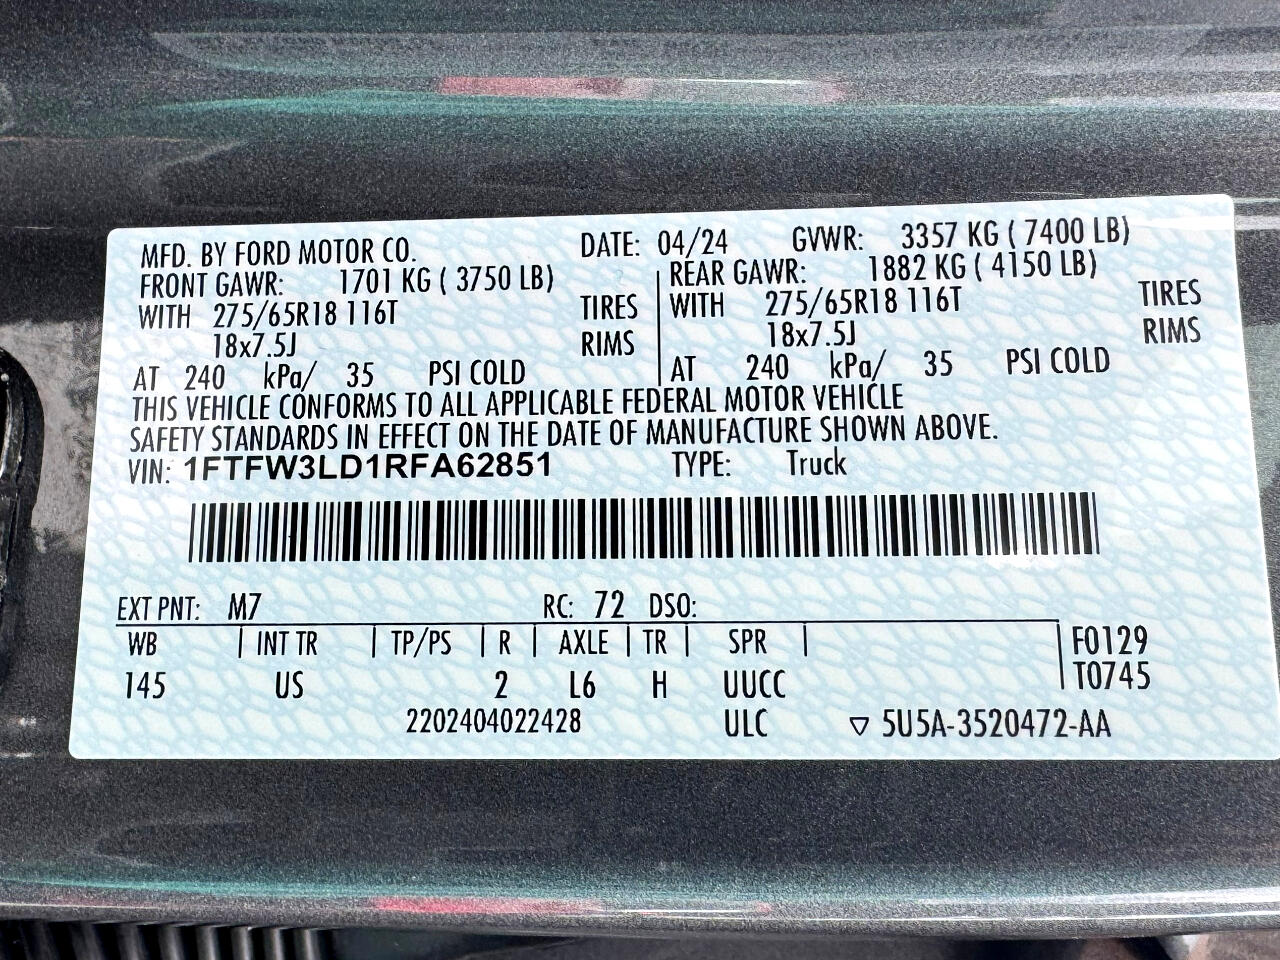 MFD. BY FORD MOTOR CO. DATE: 04/24 GVWR: 3357 KG ( 7400 LB)
FRONT GAWR: 1701 KG ( 3750 LB) REAR GAWR: 1882 KG ( 4150 LB)
WITH 275/65R18 116T TIRES WITH 275/65R18 116T TIRES
18x7.5J RIMS 18x7.5J RIMS
AT 240 kPa/ 35 PSI COLD AT 240 kPa/ 35 PSI COLD
THIS VEHICLE CONFORMS TO ALL APPLICABLE FEDERAL MOTOR VEHICLE
SAFETY STANDARDS IN EFFECT ON THE DATE OF MANUFACTURE SHOWN ABOVE.
VIN: 1FTFW3LD1RFA62851 TYPE: Truck
EXT PNT: M7 RC: 72 DSO:
WB INT TR TP/PS R AXLE TR SPR F0129
145 US 2 L6 H UUCC T0745
2202404022428 ULC ▽ 5U5A-3520472-AA